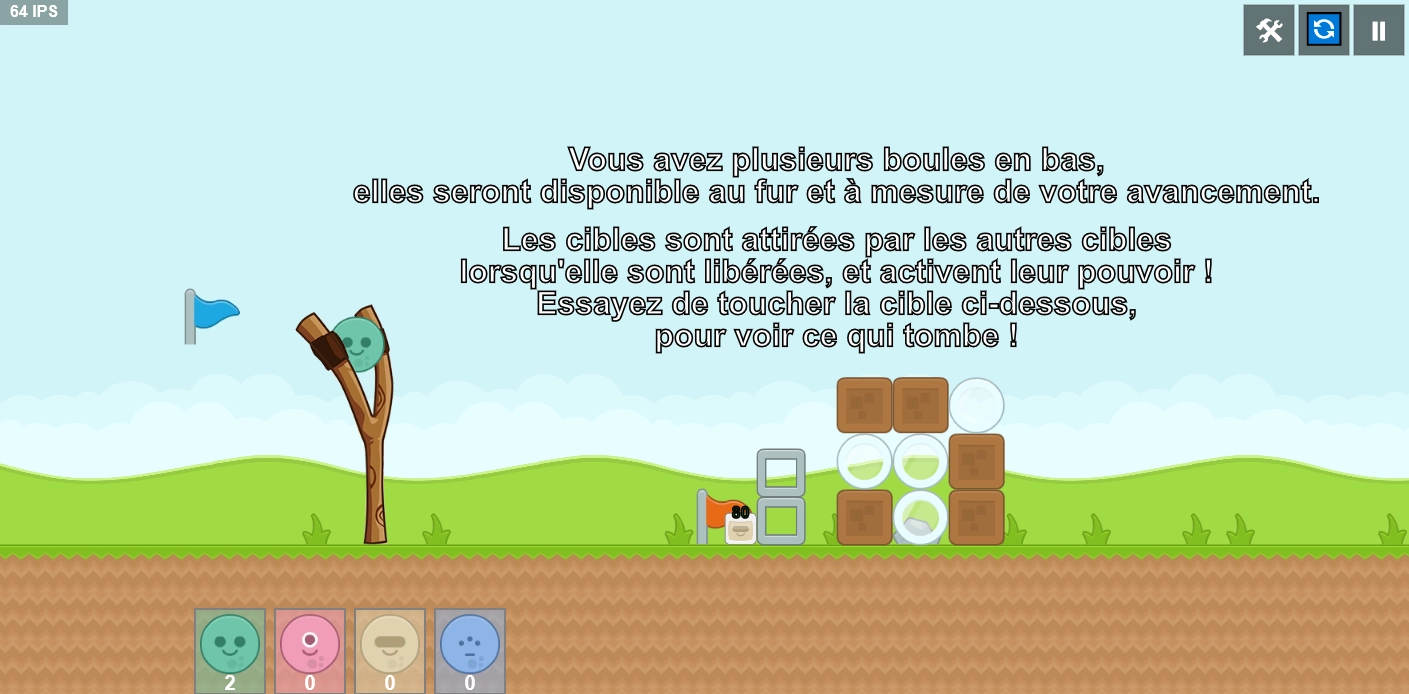 64 IPS
Vous avez plusieurs boules en bas,
elles seront disponible au fur et à mesure de votre avancement.
Les cibles sont attirées par les autres cibles
lorsqu'elle sont libérées, et activent leur pouvoir !
Essayez de toucher la cible ci-dessous,
pour voir ce qui tombe !
80
2
0
0
0